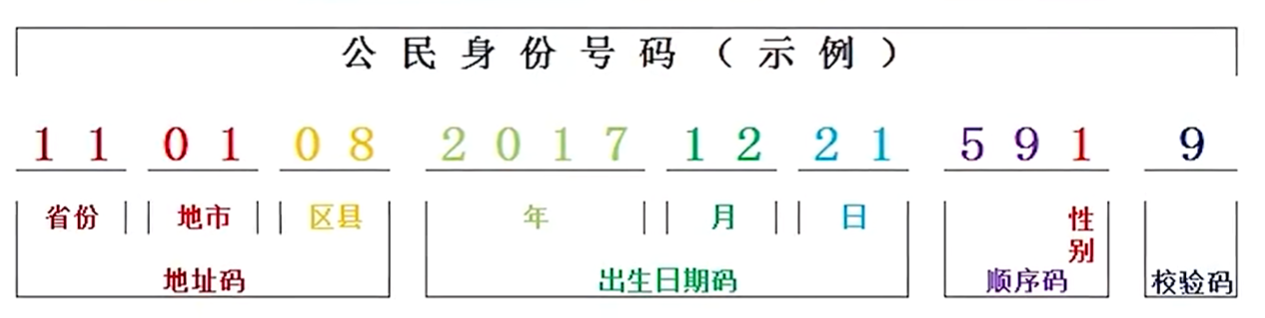 公民身份号码（示例）
11 01 08 2017 12 21 591 9
省份 地市 区县 年 月 日 性别
地址码 出生日期码 顺序码 校验码